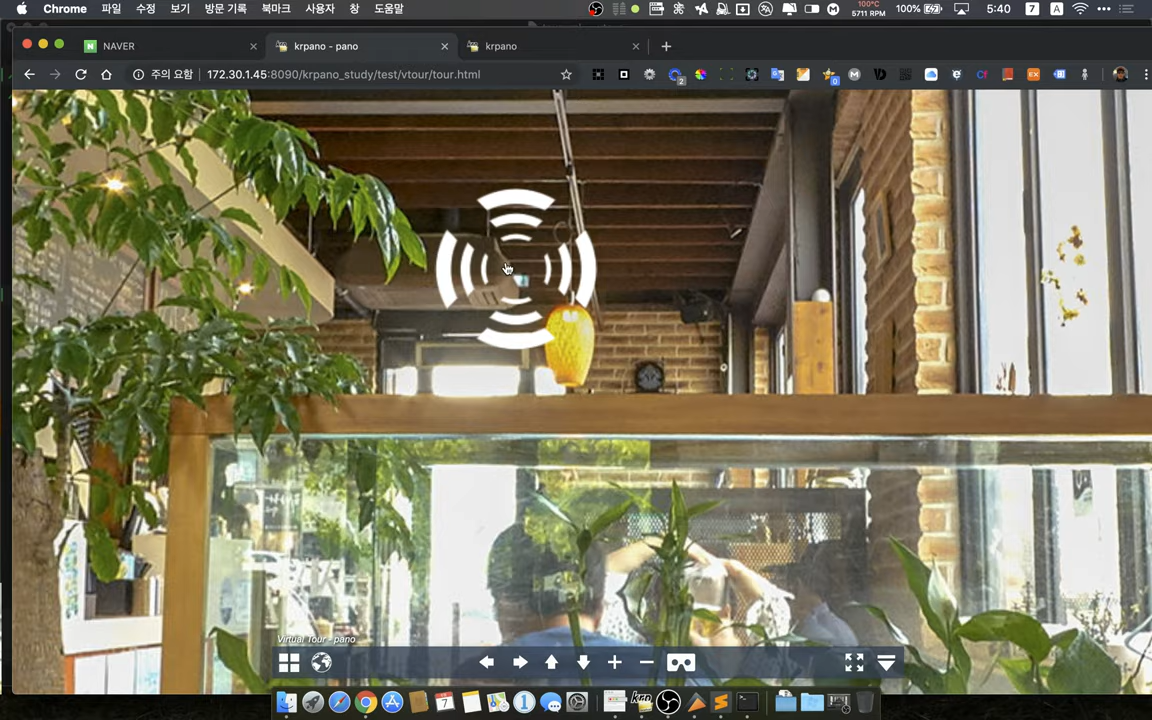 Chrome 파일 수정 보기 방문 기록 북마크 사용자 창 도움말 100°C 5711 RPM 100% 5:40
NAVER krpano - pano krpano
주의 요함 172.30.1.45:8090/krpano_study/test/vtour/tour.html
Virtual Tour - pano